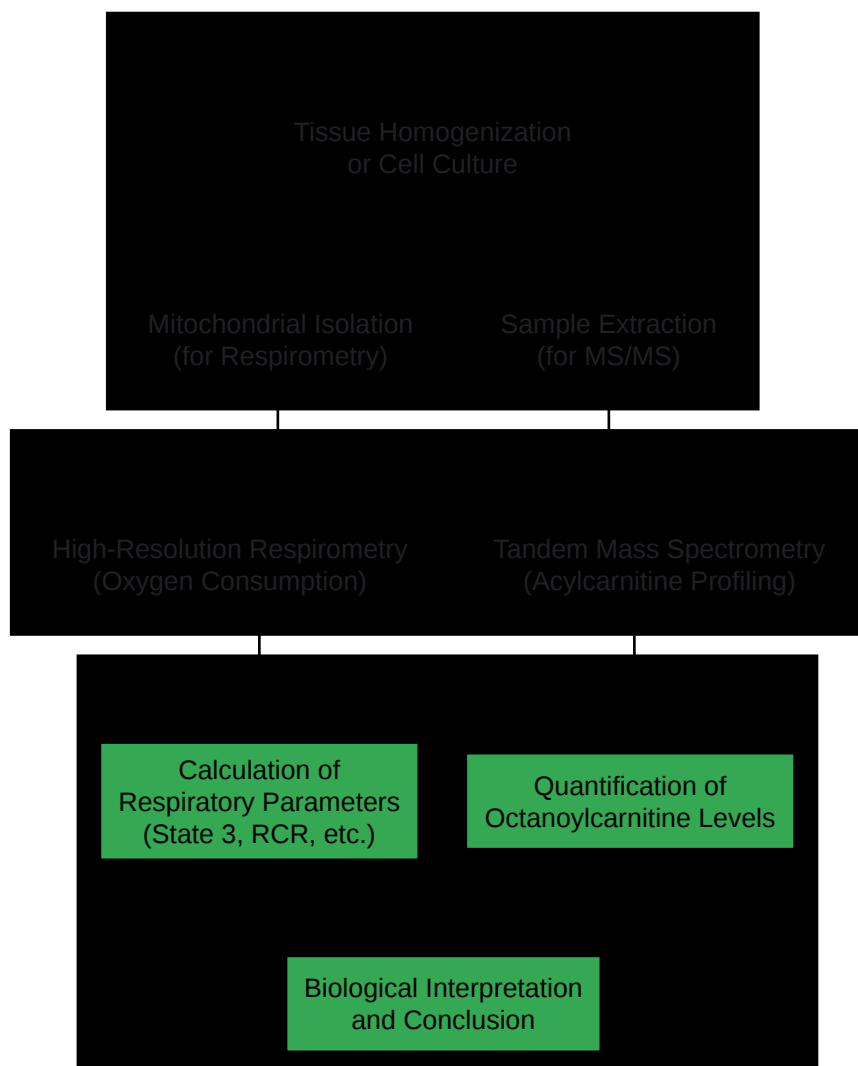 Tissue Homogenization
or Cell Culture
Mitochondrial Isolation
(for Respirometry)
Sample Extraction
(for MS/MS)
High-Resolution Respirometry
(Oxygen Consumption)
Tandem Mass Spectrometry
(Acylcarnitine Profiling)
Calculation of
Respiratory Parameters
(State 3, RCR, etc.)
Quantification of
Octanoylcarnitine Levels
Biological Interpretation
and Conclusion